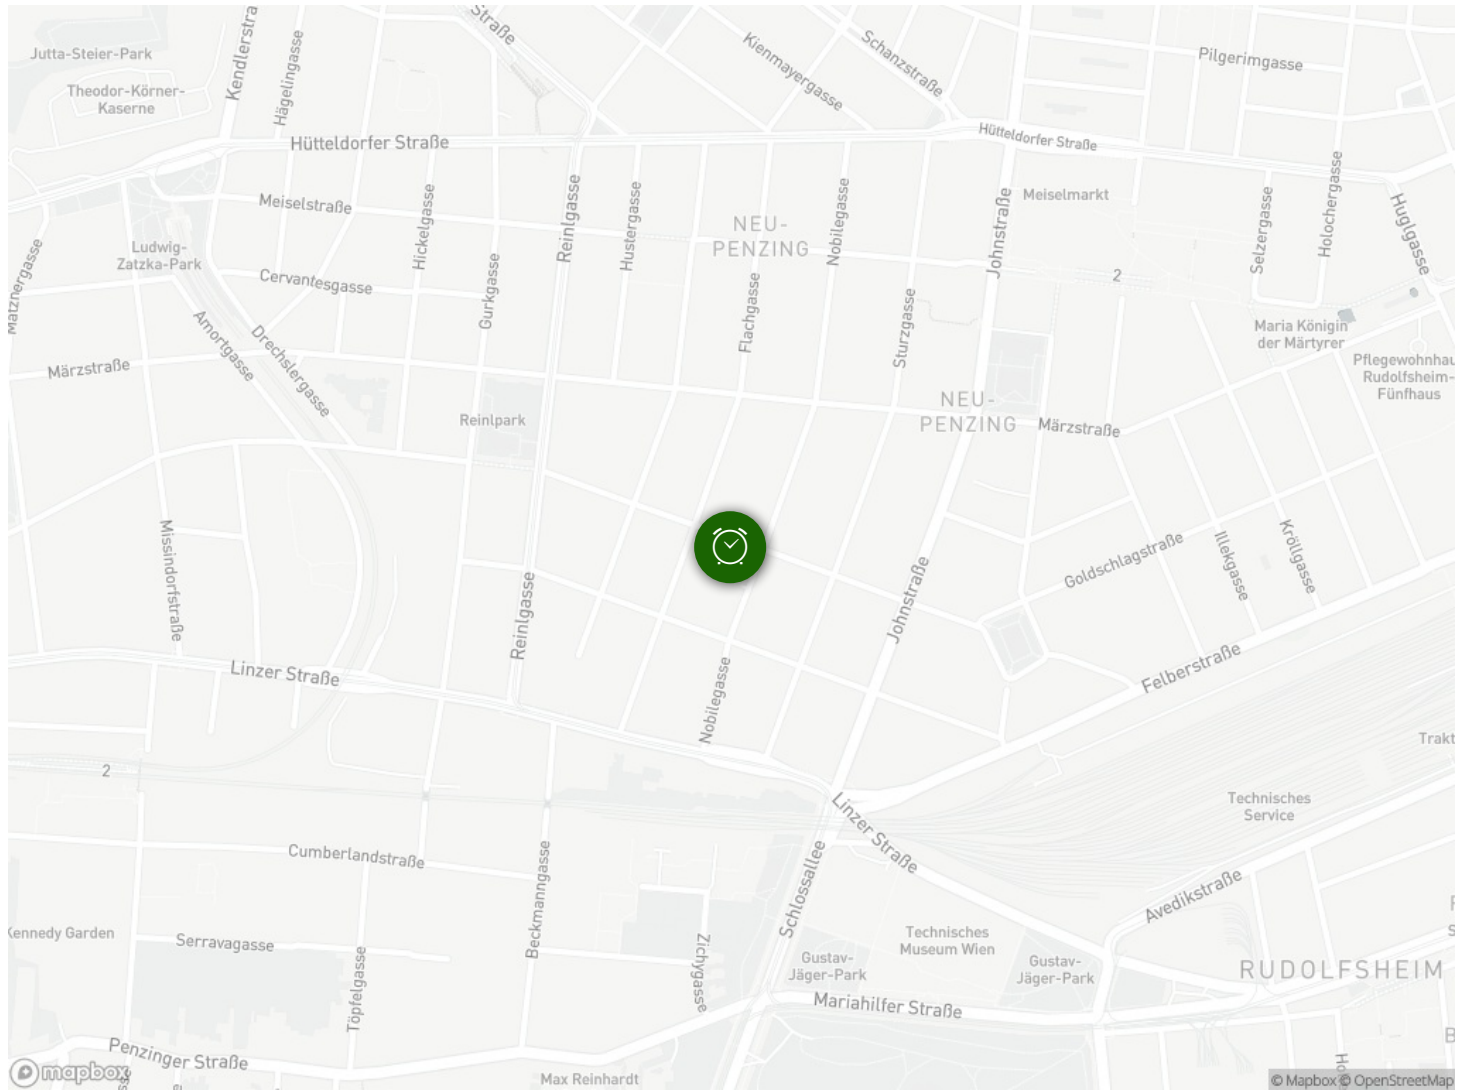 Straße
Kendlerstra
Jutta-Steier-Park
Hägelingasse
Kienmayergasse
Schanzstraße
Pilgerimgasse
Theodor-Körner-
Kaserne
Hütteldorfer Straße
Hütteldorfer Straße
Meiselstraße
Hickelgasse
Reinlgasse
Hustergasse
NEU-
PENZING
Nobilegasse
Johnstraße
Meiselmarkt
Selzergasse
Holochergasse
Huglgasse
Matznergasse
Ludwig-
Zatzka-Park
Cervantesgasse
Gurkgasse
Flachgasse
Sturzgasse
2
Maria Königin
der Märtyrer
Amortgasse
Drechslergasse
Märzstraße
Reinlpark
NEU-
PENZING
Märzstraße
Pflegewohnhau
Rudolfsheim-
Fünfhaus
Missindorfstraße
Reinlgasse
Johnstraße
Goldschlagstraße
Illekgasse
Kröllgasse
Linzer Straße
Nobilegasse
Felberstraße
2
Trakt
Technisches
Service
Linzer Straße
Cumberlandstraße
Beckmanngasse
Schlossallee
Avedikstraße
Kennedy Garden
Serravagasse
Töpfelgasse
Zichygasse
Gustav-
Jäger-Park
Technisches
Museum Wien
Gustav-
Jäger-Park
RUDOLFSHEIM
Mariahilfer Straße
Penzinger Straße
Max Reinhardt
mapbox
© Mapbox © OpenStreetMap